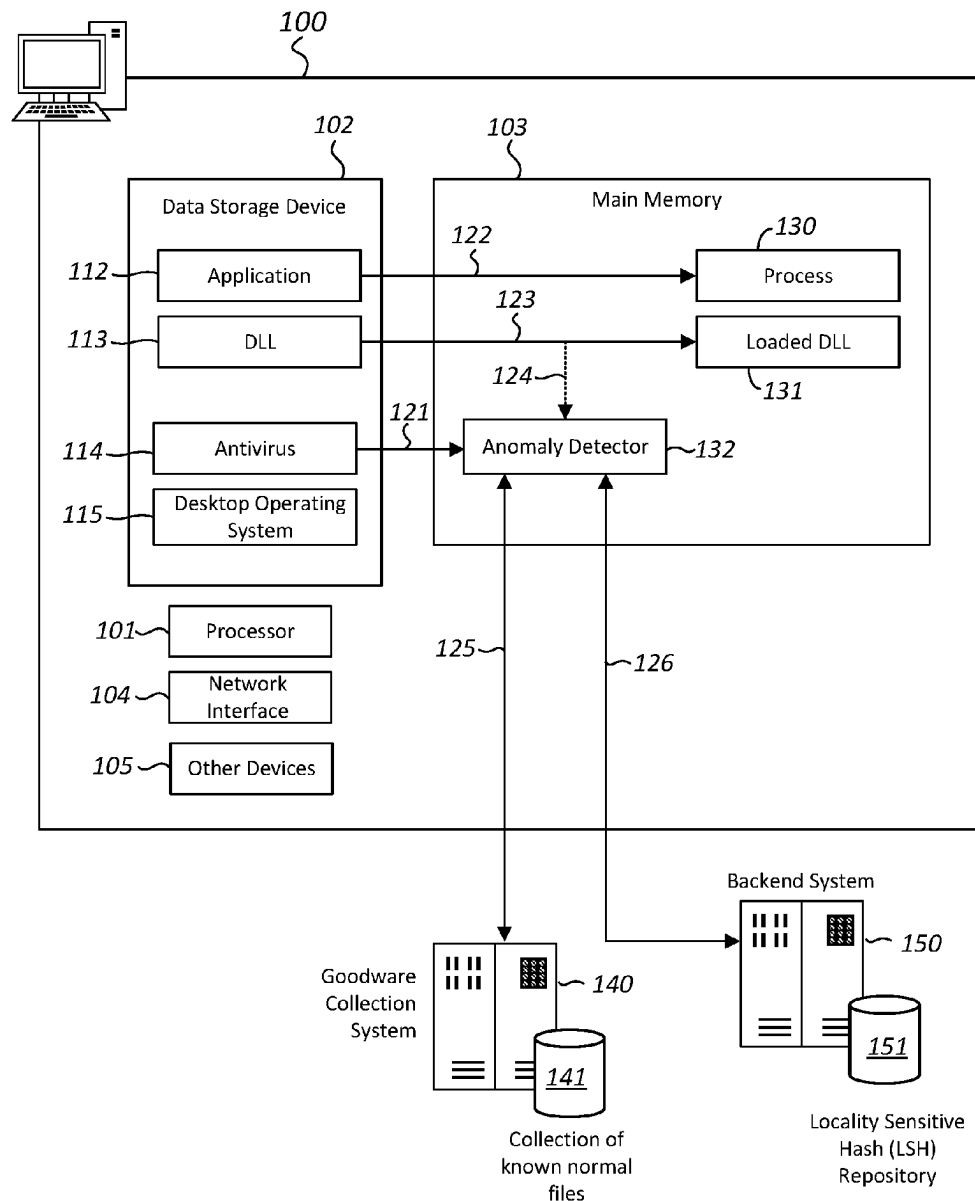 100
102
103
Data Storage Device
Main Memory
122
130
112
Application
Process
123
113
DLL
Loaded DLL
124
131
121
114
Antivirus
Anomaly Detector
132
115
Desktop Operating
System
101
Processor
125
126
104
Network
Interface
105
Other Devices
Backend System
150
Goodware
Collection
System
140
151
141
Collection of
known normal
files
Locality Sensitive
Hash (LSH)
Repository